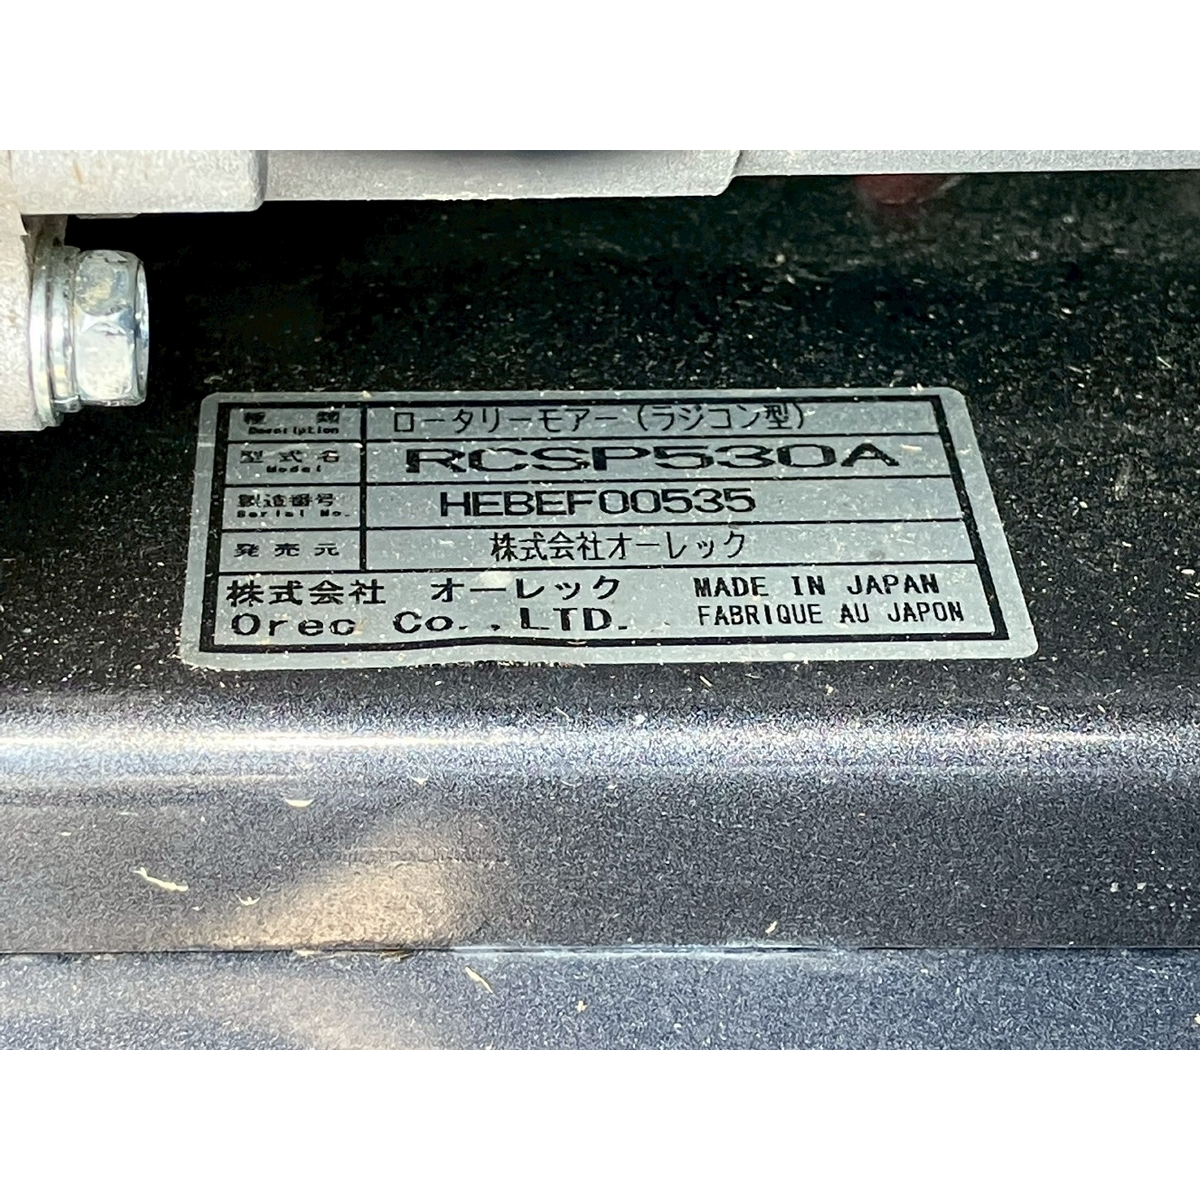 種類 ロータリーモアー(ラジコン型)
Description
型式名 RCSP530A
Model
製造番号 HEBEF00535
Serial No.
発売元 株式会社オーレック
株式会社 オーレック MADE IN JAPAN
Orec Co.,LTD. FABRIQUE AU JAPON